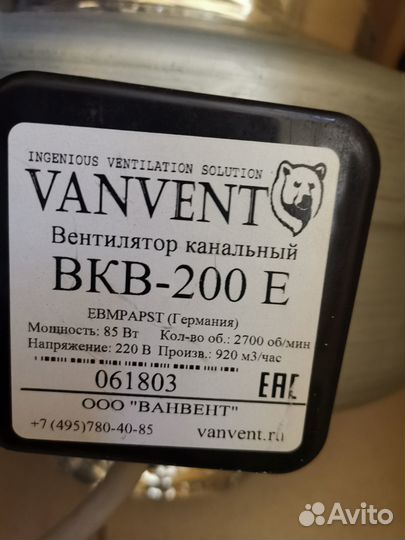 INGENIOUS VENTILATION SOLUTION
VANVENT
Вентилятор канальный
ВКВ-200 Е
EBMPAPST (Германия)
Мощность: 85 Вт Кол-во об.: 2700 об/мин
Напряжение: 220 В Произв.: 920 м3/час
061803
ЕАС
ООО "ВАНВЕНТ"
+7 (495)780-40-85 vanvent.ru
Avito